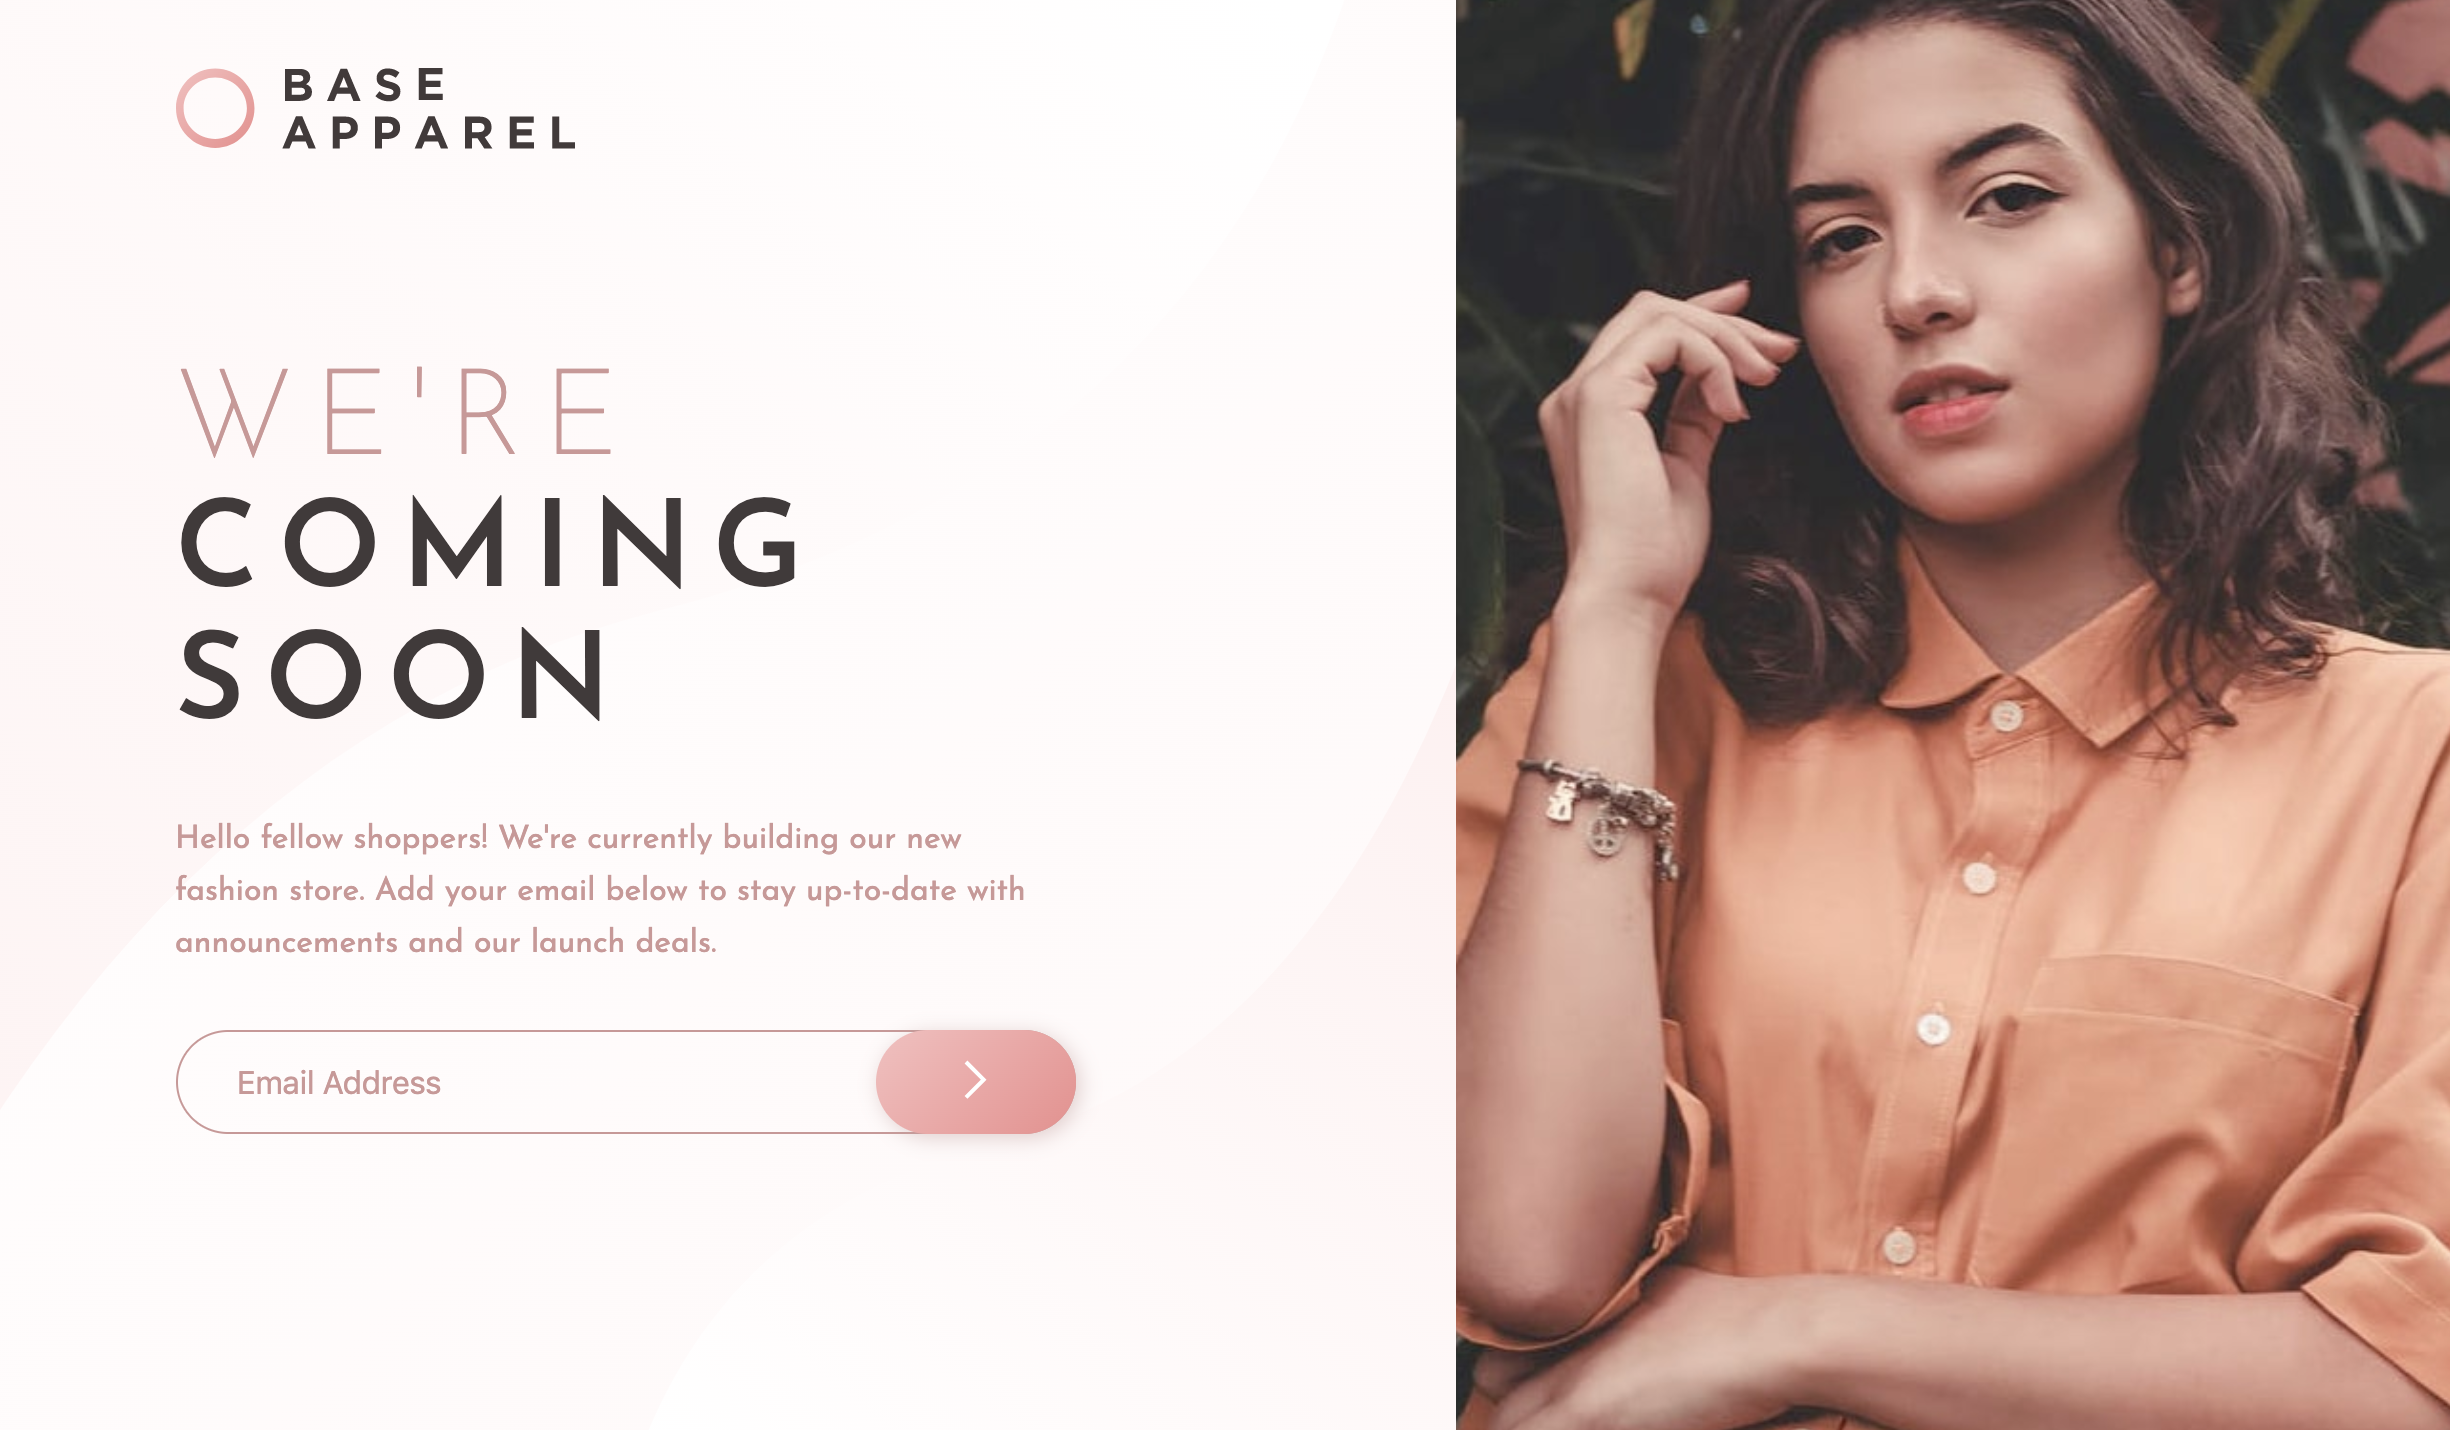 BASE
APPAREL
WE'RE
COMING
SOON
Hello fellow shoppers! We're currently building our new
fashion store. Add your email below to stay up-to-date with
announcements and our launch deals.
Email Address